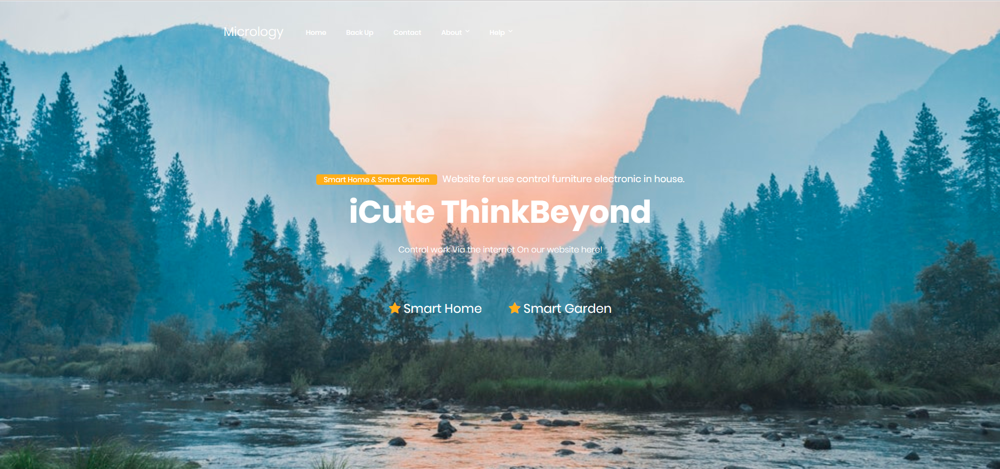 Micrology Home Back Up Contact About Help
Smart Home & Smart Garden Website for use control furniture electronic in house.
iCute ThinkBeyond
Control work Via the internet On our website here!
Smart Home Smart Garden